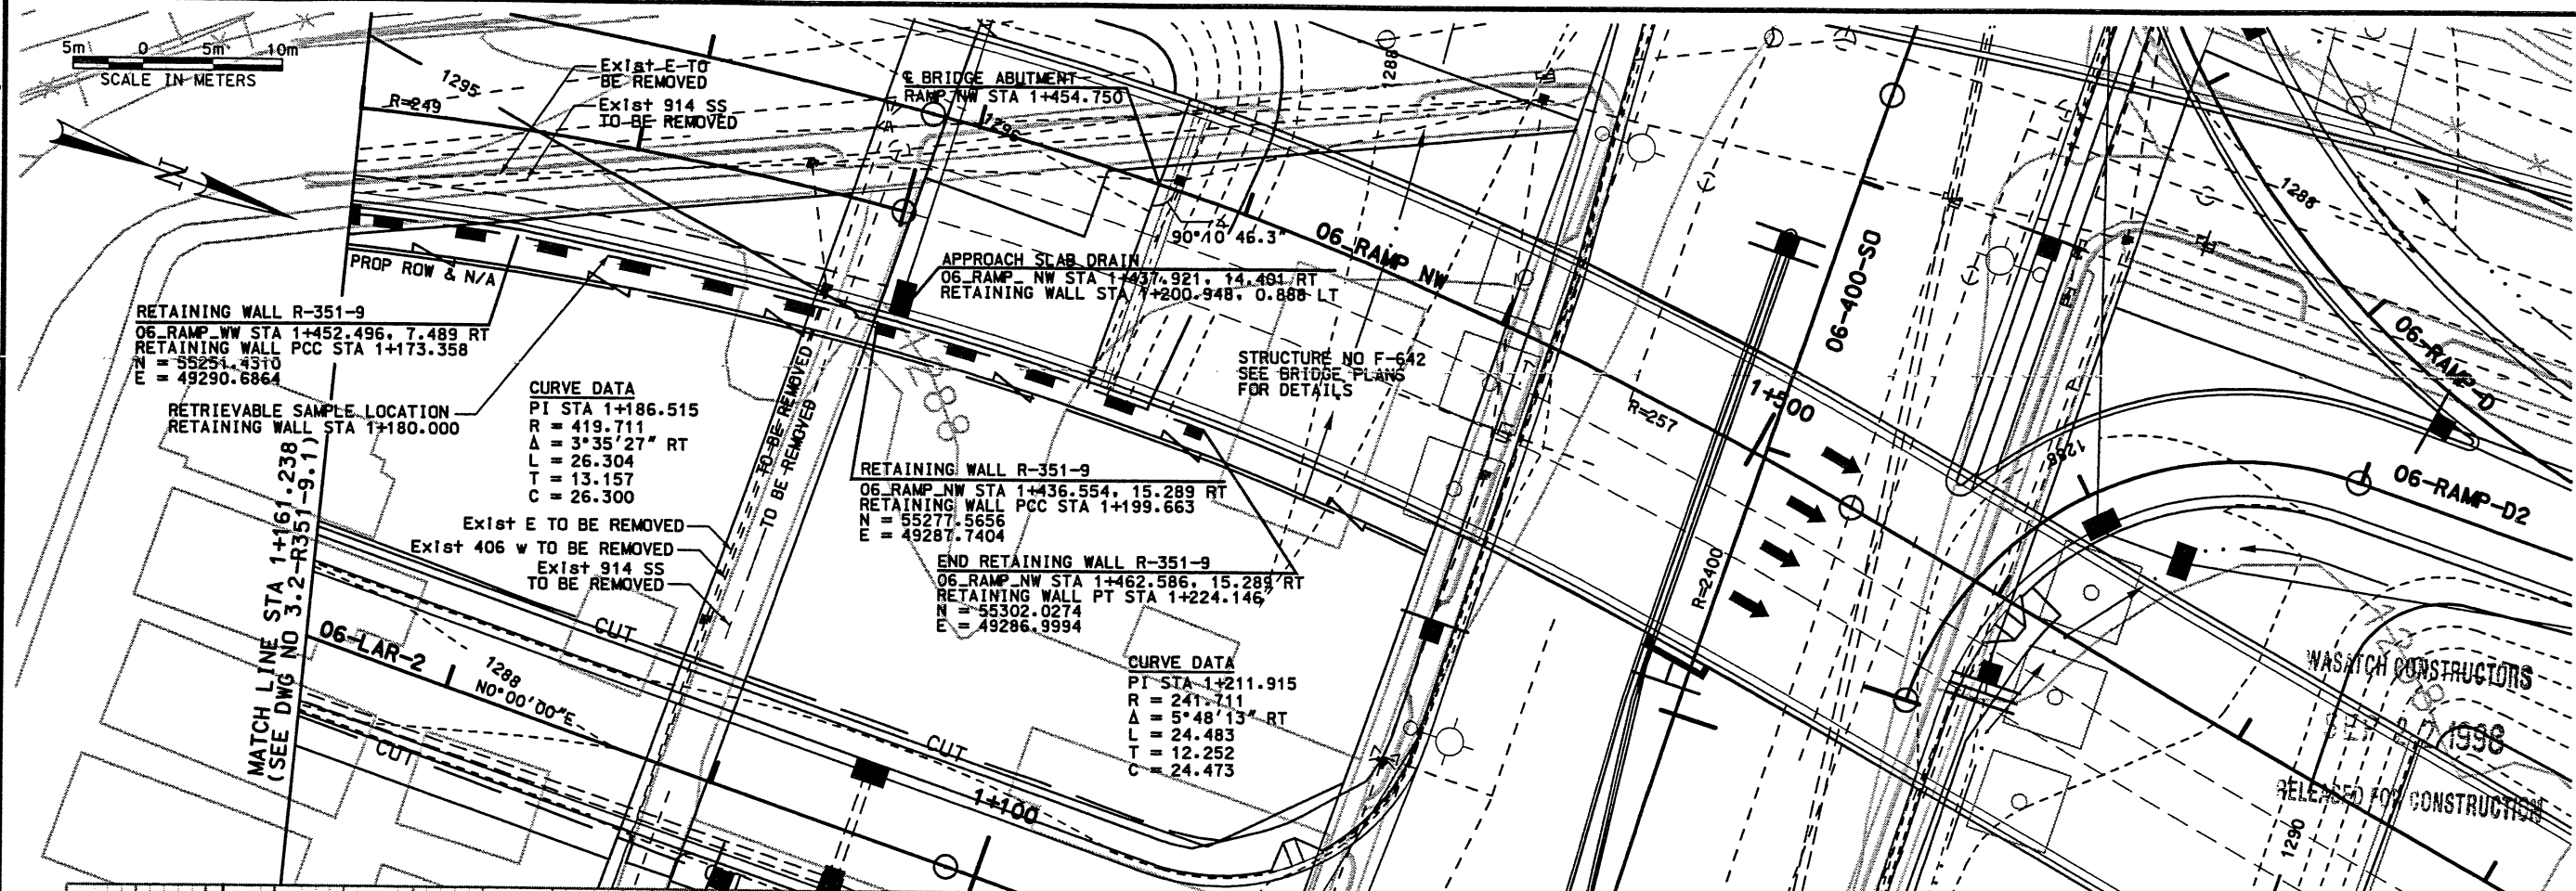 5m 0 5m 10m
SCALE IN METERS
N
1295
R=249
Exist E TO
BE REMOVED
Exist 914 SS
TO BE REMOVED
℄ BRIDGE ABUTMENT
RAMP NW STA 1+454.750
1296
1288
90°10'46.3"
06_RAMP NW
06-400-SO
1288
06-RAMP-D
PROP ROW & N/A
APPROACH SLAB DRAIN
06_RAMP_ NW STA 1+437.921, 14.401 RT
RETAINING WALL STA 1+200.948, 0.888 LT
RETAINING WALL R-351-9
06_RAMP_WW STA 1+452.496, 7.489 RT
RETAINING WALL PCC STA 1+173.358
N = 55251.4310
E = 49290.6864
RETRIEVABLE SAMPLE LOCATION
RETAINING WALL STA 1+180.000
CURVE DATA
PI STA 1+186.515
R = 419.711
Δ = 3°35'27" RT
L = 26.304
T = 13.157
C = 26.300
STRUCTURE NO F-642
SEE BRIDGE PLANS
FOR DETAILS
1+500
R=257
1288
06-RAMP-D2
TO BE REMOVED
TO BE REMOVED
RETAINING WALL R-351-9
06_RAMP_NW STA 1+436.554, 15.289 RT
RETAINING WALL PCC STA 1+199.663
N = 55277.5656
E = 49287.7404
Exist E TO BE REMOVED
Exist 406 w TO BE REMOVED
Exist 914 SS
TO BE REMOVED
END RETAINING WALL R-351-9
06_RAMP_NW STA 1+462.586, 15.289 RT
RETAINING WALL PT STA 1+224.146
N = 55302.0274
E = 49286.9994
R=2400
MATCH LINE STA 1+161.238
(SEE DWG NO 3.2-R351-9.1)
CUT
06-LAR-2
1288
N0°00'00"E
CUT
CUT
1+100
CURVE DATA
PI STA 1+211.915
R = 241.711
Δ = 5°48'13" RT
L = 24.483
T = 12.252
C = 24.473
WASATCH CONSTRUCTORS
1998
RELEASED FOR CONSTRUCTION
1290